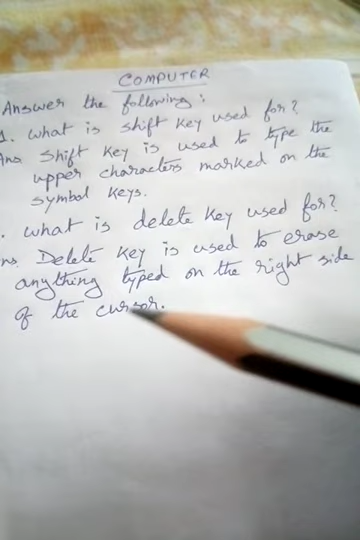 COMPUTER
Answer the following:
1. what is shift key used for?
Ans shift key is used to type the
upper characters marked on the
symbol keys.
. what is delete key used for?
ns. Delete key is used to erase
anything typed on the right side
of the cursor.